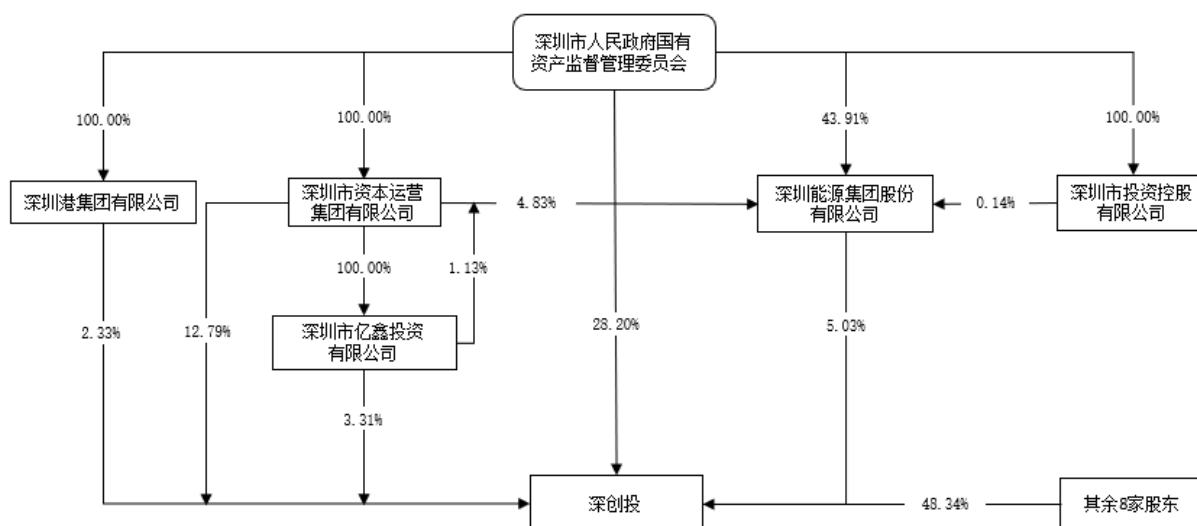 深圳市人民政府国有
资产监督管理委员会
100.00%
100.00%
43.91%
100.00%
深圳港集团有限公司
深圳市资本运营
集团有限公司
4.83%
深圳能源集团股份
有限公司
0.14%
深圳市投资控股
有限公司
100.00%
1.13%
2.33%
12.79%
深圳市亿鑫投资
有限公司
28.20%
5.03%
3.31%
深创投
48.34%
其余8家股东